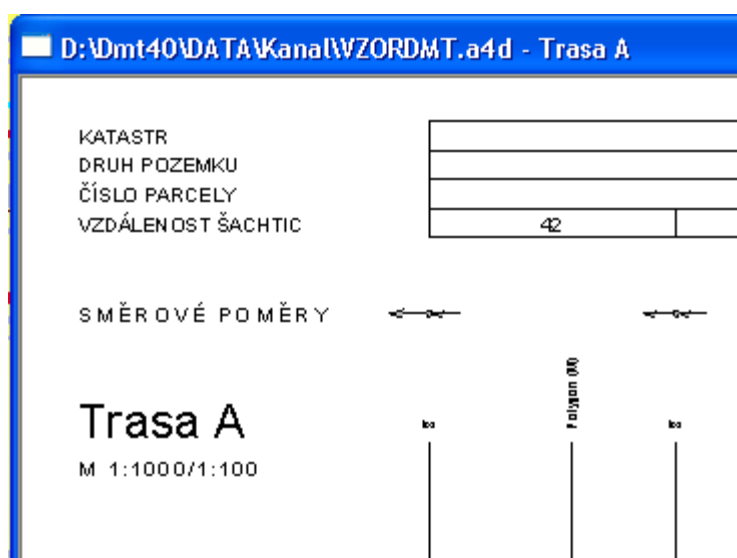 D:\Dmt40\DATA\Kanal\VZORDMT.a4d - Trasa A
KATASTR
DRUH POZEMKU
ČÍSLO PARCELY
VZDÁLENOST ŠACHTIC 42
SMĚROVÉ POMĚRY
Polygon (M)
Trasa A
M 1:1000/1:100